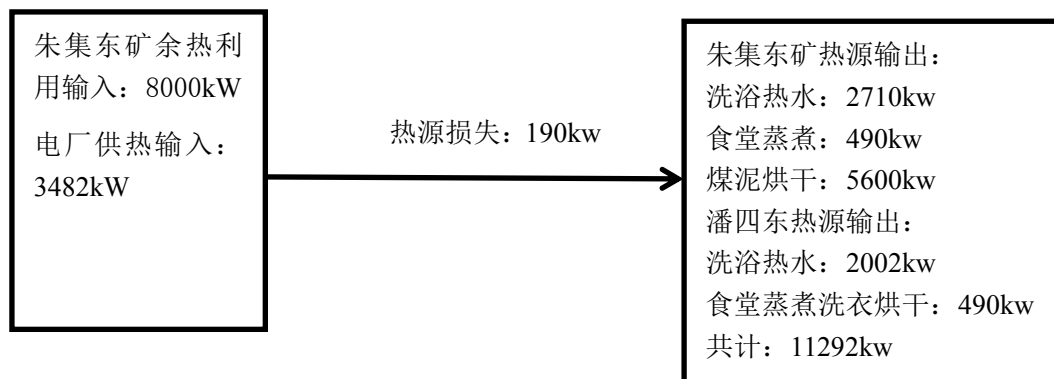 朱集东矿余热利
用输入：8000kW
电厂供热输入：
3482kW
热源损失：190kw
朱集东矿热源输出：
洗浴热水：2710kw
食堂蒸煮：490kw
煤泥烘干：5600kw
潘四东热源输出：
洗浴热水：2002kw
食堂蒸煮洗衣烘干：490kw
共计：11292kw